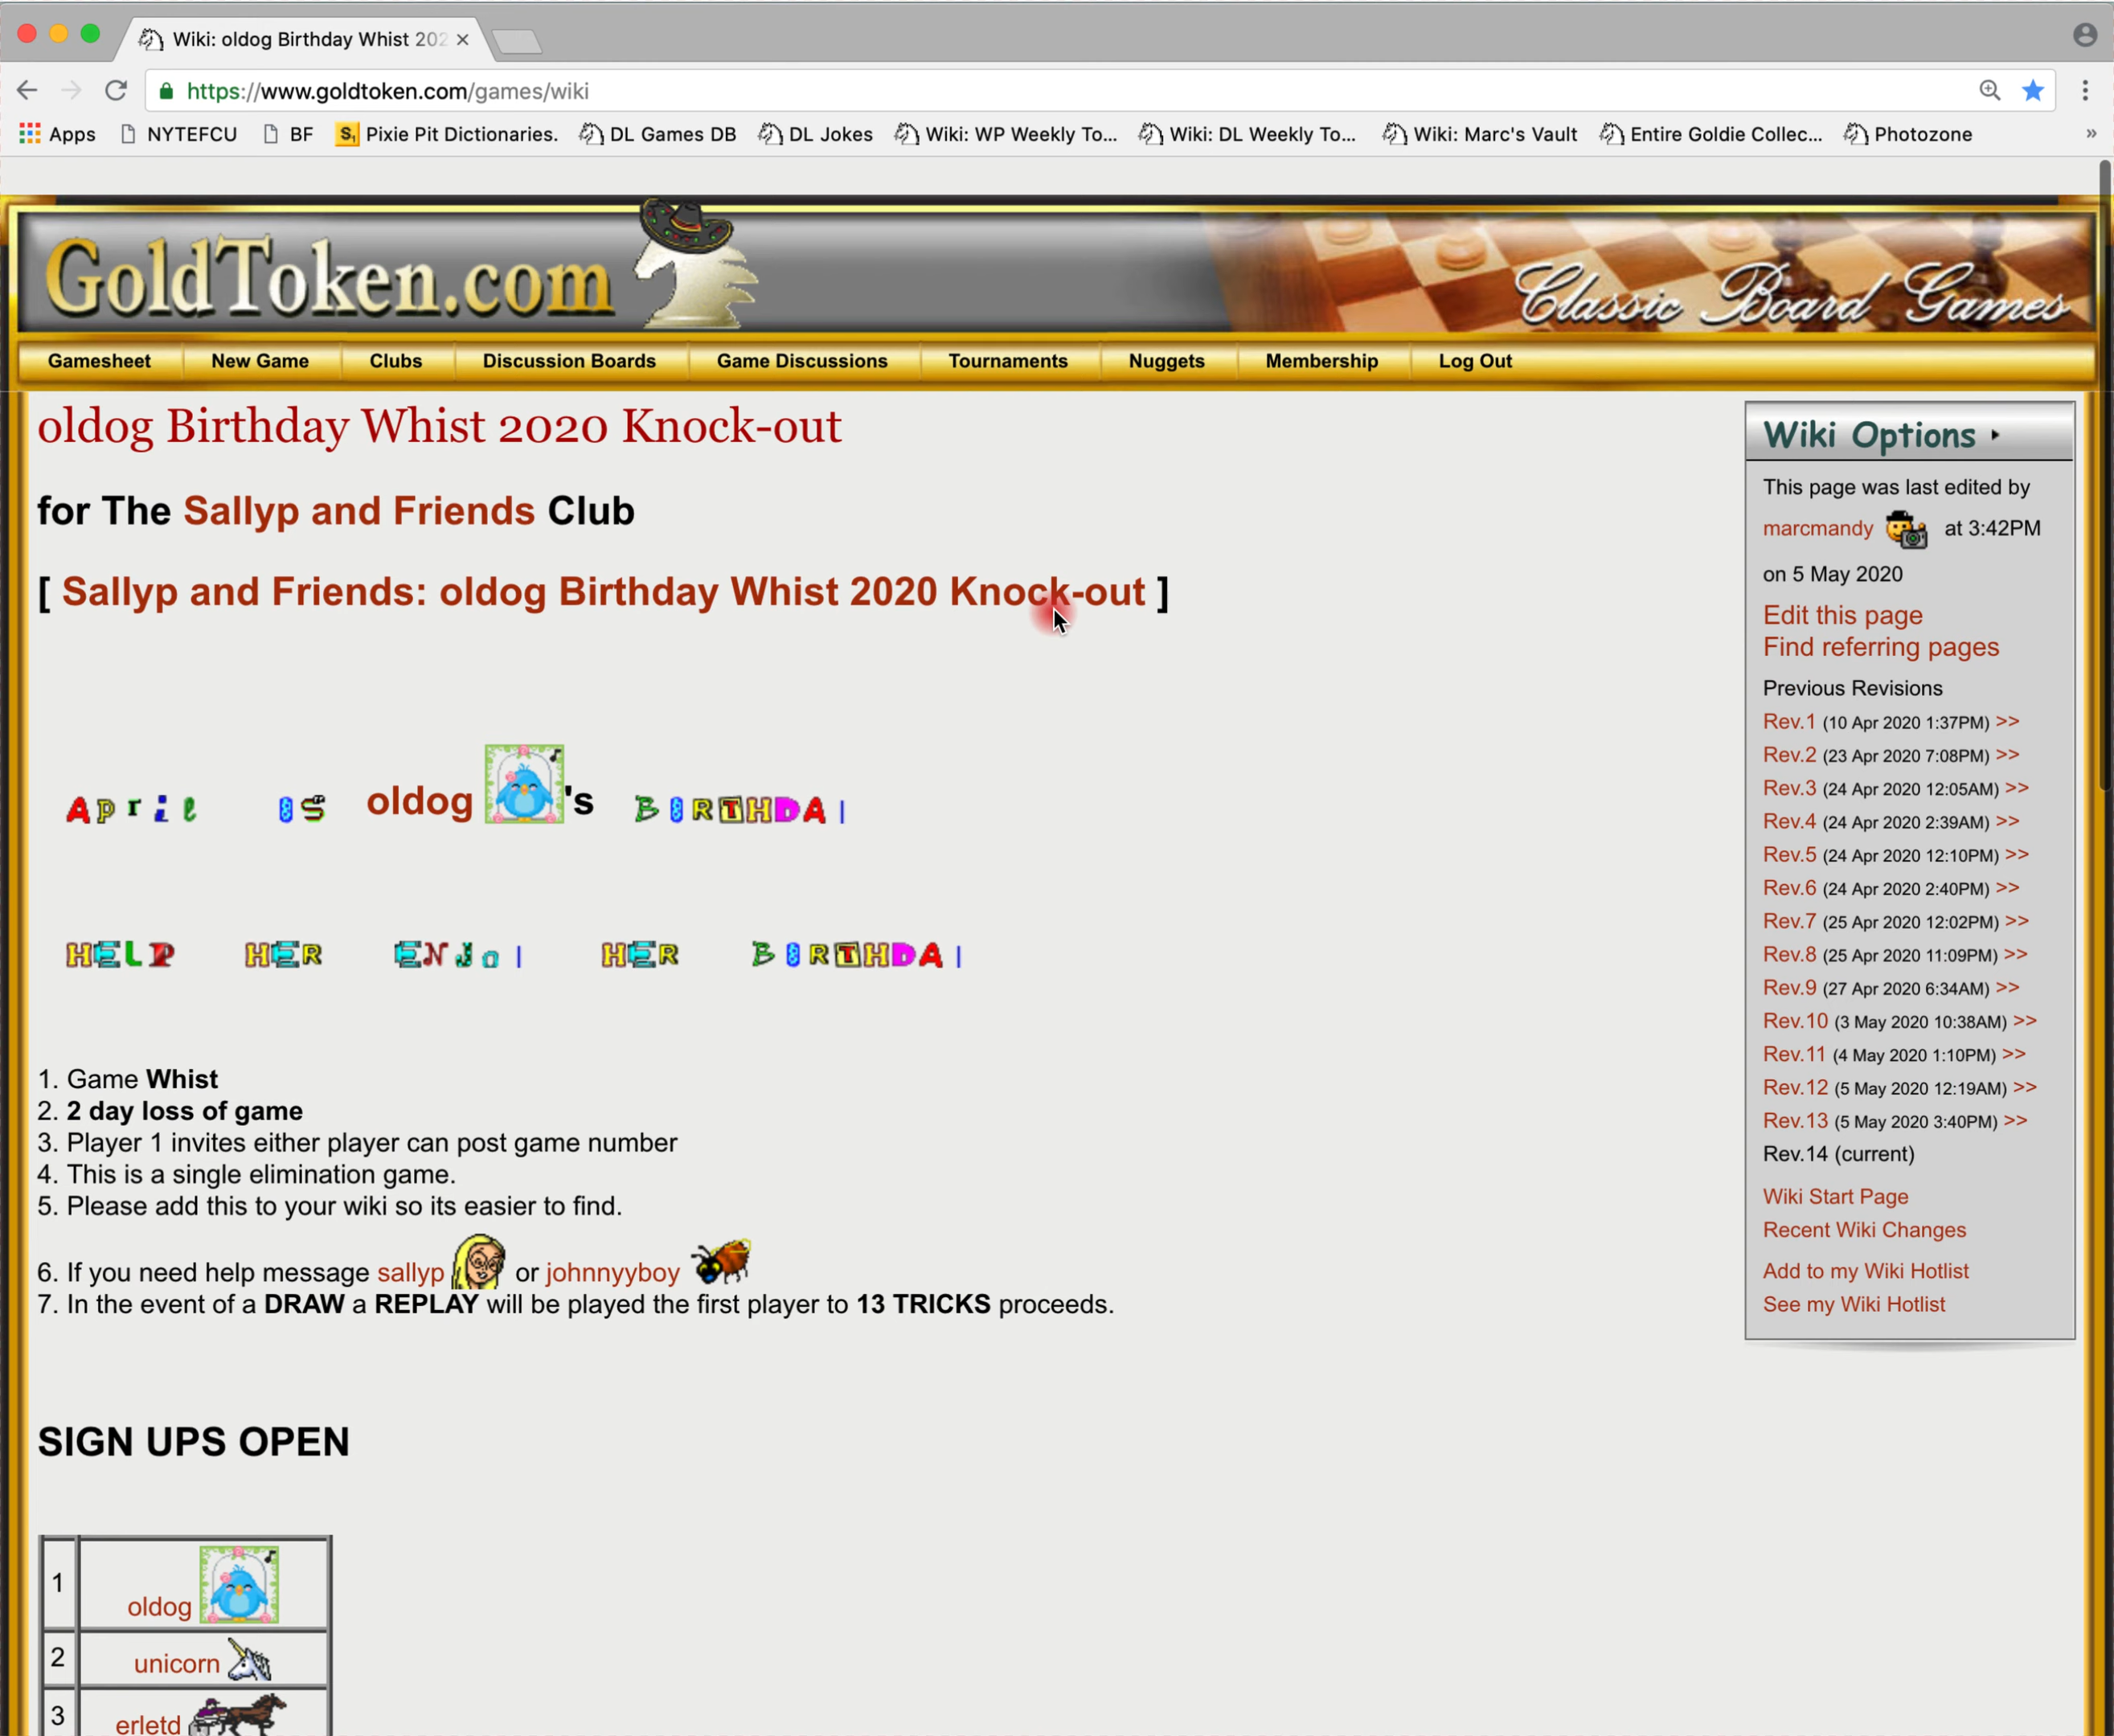 Wiki: oldog Birthday Whist 202
https://www.goldtoken.com/games/wiki
Apps NYTEFCU BF Pixie Pit Dictionaries. DL Games DB DL Jokes Wiki: WP Weekly To... Wiki: DL Weekly To... Wiki: Marc's Vault Entire Goldie Collec... Photozone »
GoldToken.com
Classic Board Games
Gamesheet New Game Clubs Discussion Boards Game Discussions Tournaments Nuggets Membership Log Out
oldog Birthday Whist 2020 Knock-out
for The Sallyp and Friends Club
[ Sallyp and Friends: oldog Birthday Whist 2020 Knock-out ]
April IS oldog 's BIRTHDA|
HELP HER ENJo| HER BIRTHDA|
1. Game Whist
2. 2 day loss of game
3. Player 1 invites either player can post game number
4. This is a single elimination game.
5. Please add this to your wiki so its easier to find.
6. If you need help message sallyp or johnnyyboy
7. In the event of a DRAW a REPLAY will be played the first player to 13 TRICKS proceeds.
SIGN UPS OPEN
1 oldog
2 unicorn
3 erletd
Wiki Options
This page was last edited by
marcmandy at 3:42PM
on 5 May 2020
Edit this page
Find referring pages
Previous Revisions
Rev.1 (10 Apr 2020 1:37PM) >>
Rev.2 (23 Apr 2020 7:08PM) >>
Rev.3 (24 Apr 2020 12:05AM) >>
Rev.4 (24 Apr 2020 2:39AM) >>
Rev.5 (24 Apr 2020 12:10PM) >>
Rev.6 (24 Apr 2020 2:40PM) >>
Rev.7 (25 Apr 2020 12:02PM) >>
Rev.8 (25 Apr 2020 11:09PM) >>
Rev.9 (27 Apr 2020 6:34AM) >>
Rev.10 (3 May 2020 10:38AM) >>
Rev.11 (4 May 2020 1:10PM) >>
Rev.12 (5 May 2020 12:19AM) >>
Rev.13 (5 May 2020 3:40PM) >>
Rev.14 (current)
Wiki Start Page
Recent Wiki Changes
Add to my Wiki Hotlist
See my Wiki Hotlist